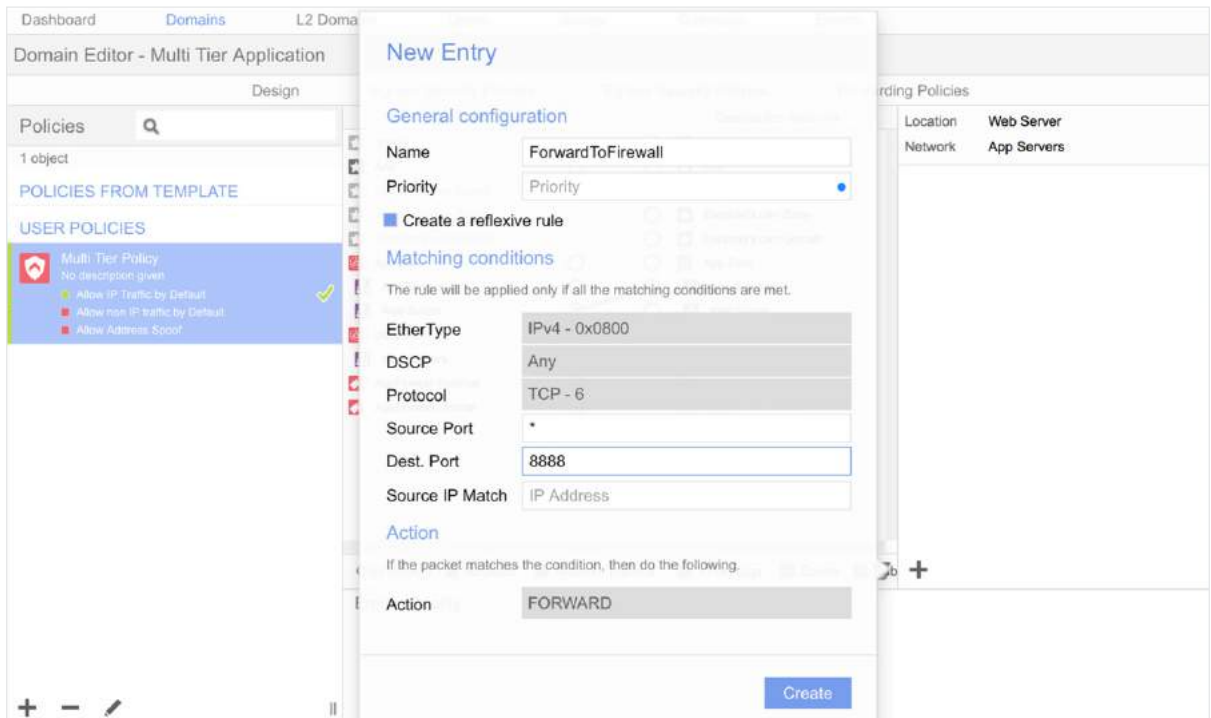 Dashboard Domains L2 Doma
Domain Editor - Multi Tier Application
Design
rding Policies
Policies
1 object
POLICIES FROM TEMPLATE
USER POLICIES
Multi Tier Policy
No description given
Allow IP Traffic by Default
Allow non IP traffic by Default
Allow Address Spoof
New Entry
General configuration
Name ForwardToFirewall
Priority Priority
Create a reflexive rule
Matching conditions
The rule will be applied only if all the matching conditions are met.
EtherType IPv4 - 0x0800
DSCP Any
Protocol TCP - 6
Source Port *
Dest. Port 8888
Source IP Match IP Address
Action
If the packet matches the condition, then do the following.
Action FORWARD
Create
Location Web Server
Network App Servers